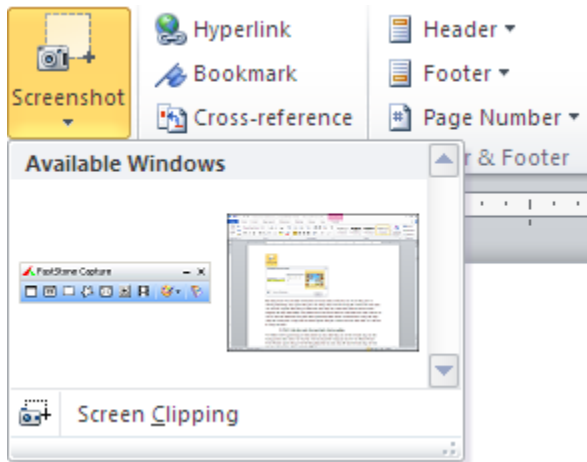 Screenshot
Hyperlink
Bookmark
Cross-reference
Header
Footer
Page Number
r & Footer
Available Windows
FastStone Capture
Screen Clipping